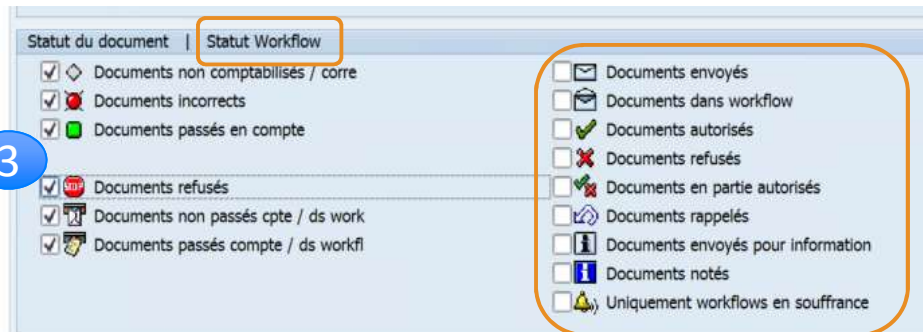 Statut du document | Statut Workflow
Documents non comptabilisés / corre
Documents incorrects
Documents passés en compte
3
Documents refusés
STOP
Documents non passés cpte / ds work
Documents passés compte / ds workfl
Documents envoyés
Documents dans workflow
Documents autorisés
Documents refusés
Documents en partie autorisés
Documents rappelés
Documents envoyés pour information
Documents notés
Uniquement workflows en souffrance